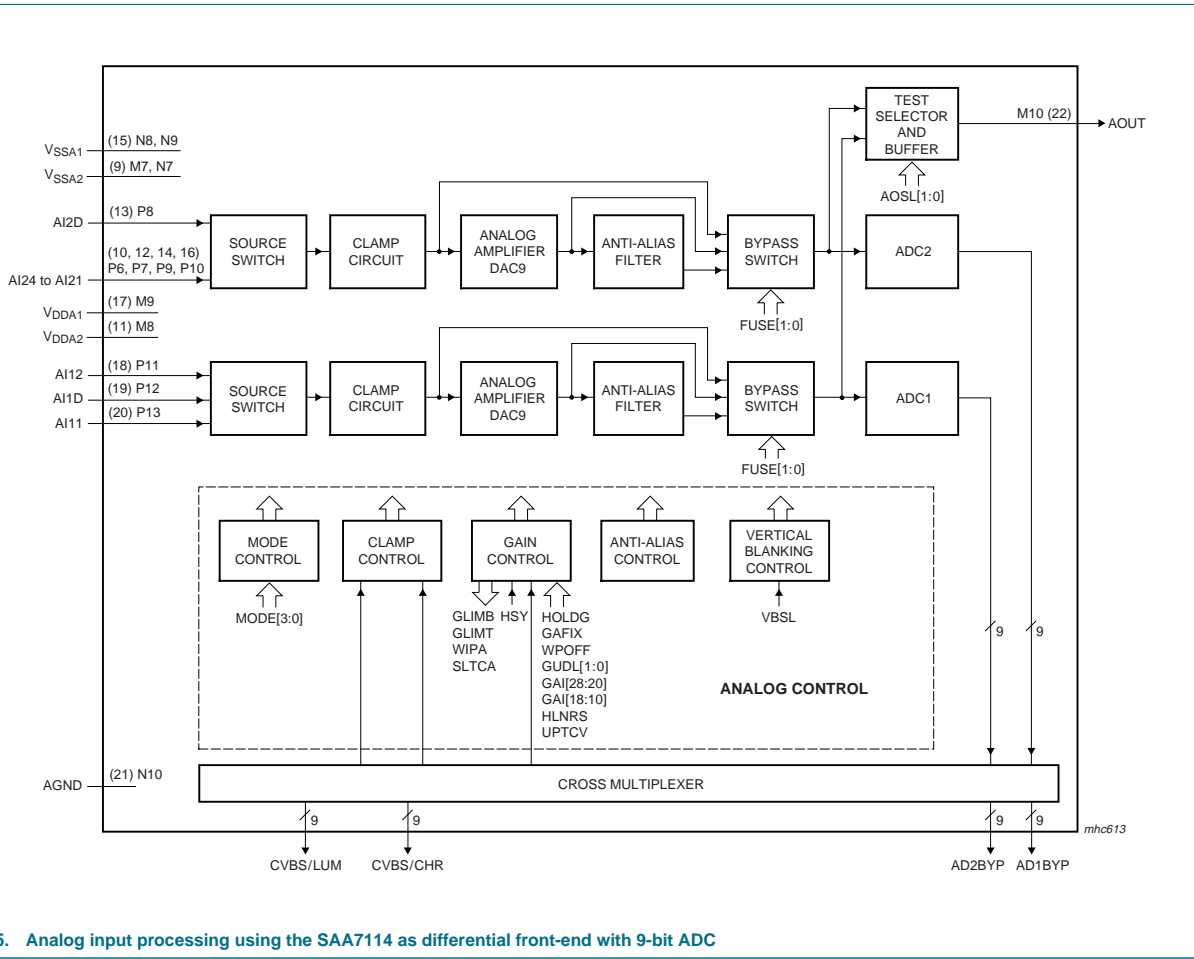 TEST
SELECTOR
AND
BUFFER
M10 (22)
AOUT
AOSL[1:0]
VSSA1
(15) N8, N9
VSSA2
(9) M7, N7
AI2D
(13) P8
(10, 12, 14, 16)
AI24 to AI21
P6, P7, P9, P10
SOURCE
SWITCH
CLAMP
CIRCUIT
ANALOG
AMPLIFIER
DAC9
ANTI-ALIAS
FILTER
BYPASS
SWITCH
ADC2
FUSE[1:0]
VDDA1
(17) M9
VDDA2
(11) M8
AI12
(18) P11
AI1D
(19) P12
AI11
(20) P13
SOURCE
SWITCH
CLAMP
CIRCUIT
ANALOG
AMPLIFIER
DAC9
ANTI-ALIAS
FILTER
BYPASS
SWITCH
ADC1
FUSE[1:0]
MODE
CONTROL
CLAMP
CONTROL
GAIN
CONTROL
ANTI-ALIAS
CONTROL
VERTICAL
BLANKING
CONTROL
MODE[3:0]
GLIMB
GLIMT
WIPA
SLTCA
HSY
HOLDG
GAFIX
WPOFF
GUDL[1:0]
GAI[28:20]
GAI[18:10]
HLNRS
UPTCV
VBSL
9
9
ANALOG CONTROL
AGND
(21) N10
CROSS MULTIPLEXER
9
9
9
9
mhc613
CVBS/LUM
CVBS/CHR
AD2BYP
AD1BYP
5. Analog input processing using the SAA7114 as differential front-end with 9-bit ADC